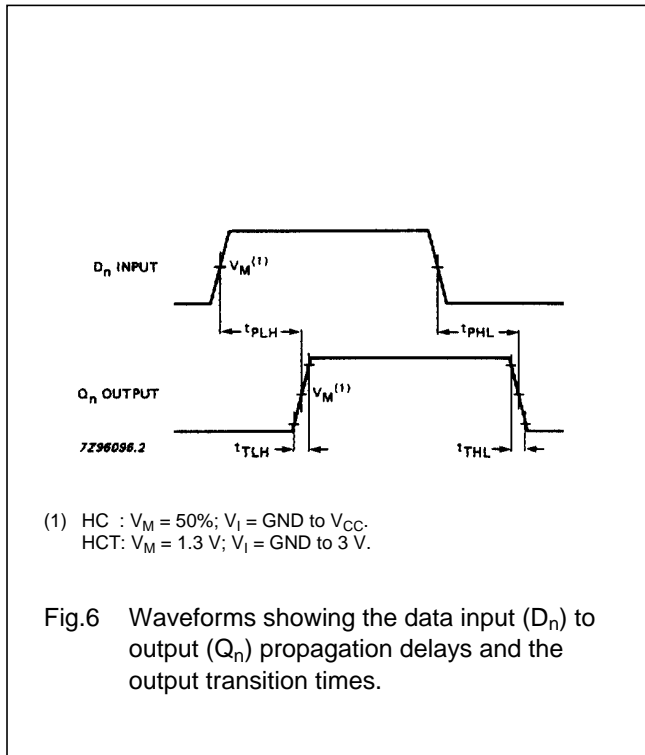 Dn INPUT
VM(1)
tPLH
tPHL
Qn OUTPUT
VM(1)
7Z96096.2
tTLH
tTHL
(1) HC : VM = 50%; VI = GND to VCC.
HCT: VM = 1.3 V; VI = GND to 3 V.
Fig.6 Waveforms showing the data input (Dn) to
output (Qn) propagation delays and the
output transition times.